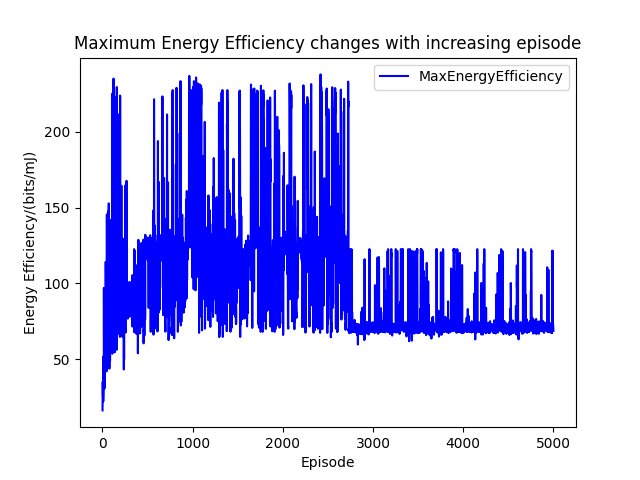 Maximum Energy Efficiency changes with increasing episode
MaxEnergyEfficiency
Energy Efficiency/(bits/mJ)
200
150
100
50
0 1000 2000 3000 4000 5000
Episode